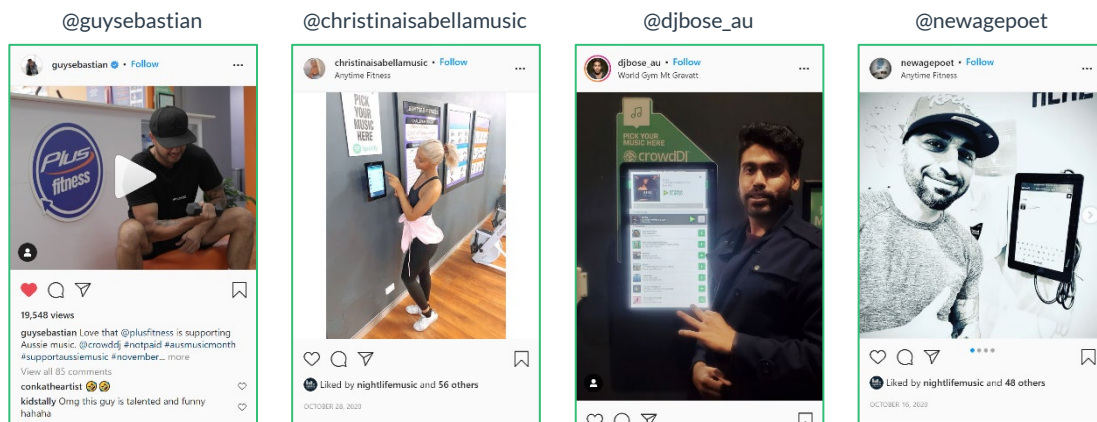 @guysebastian
guysebastian • Follow
Plus
fitness
19,548 views
guysebastian Love that @plusfitness is supporting
Aussie music. @crowddj #notpaid #ausmusicmonth
#supportaussiemusic #november... more
View all 85 comments
conkatheartist 🤣🤣
kidstally Omg this guy is talented and funny
hahaha
@christinaisabellamusic
christinaisabellamusic • Follow
Anytime Fitness
PICK
YOUR
MUSIC
HERE
Liked by nightlifemusic and 56 others
OCTOBER 28, 2020
@djbose_au
djbose_au • Follow
World Gym Mt Gravatt
PICK YOUR
MUSIC HERE
crowdDJ
@newagepoet
newagepoet • Follow
Anytime Fitness
Liked by nightlifemusic and 48 others
OCTOBER 16, 2020